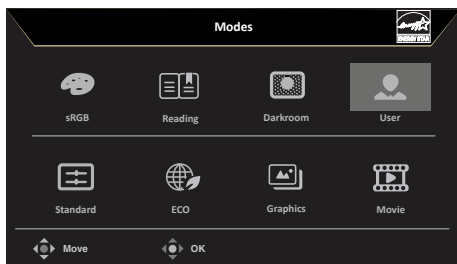 Modes
sRGB Reading Darkroom User
Standard ECO Graphics Movie
Move OK